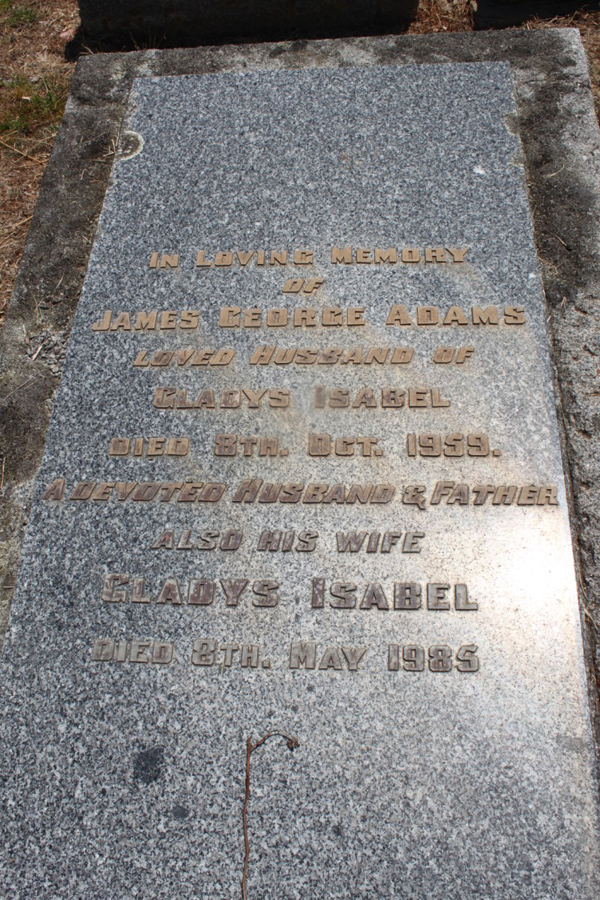 In Loving Memory
of
James George Adams
Loved Husband of
Gladys Isabel
Died 8th. Oct. 1959.
A Devoted Husband & Father
Also His Wife
Gladys Isabel
Died 8th. May 1985